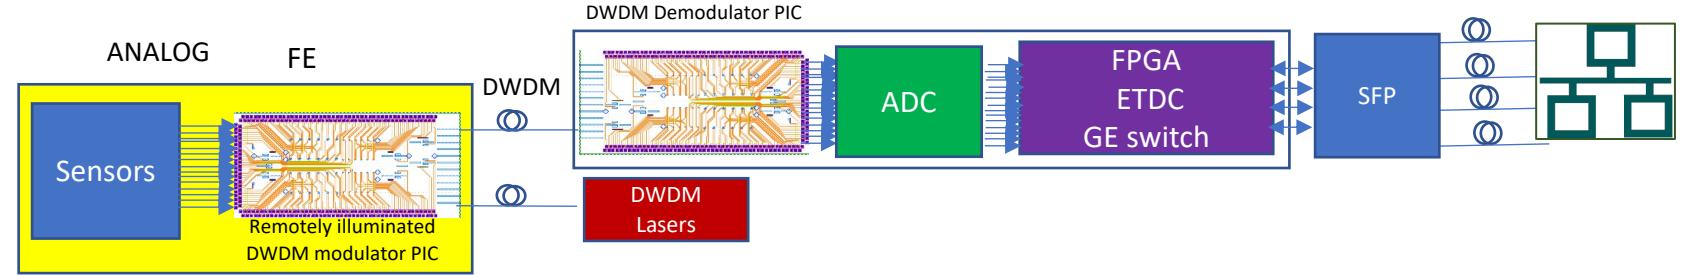 DWDM Demodulator PIC
ANALOG FE
DWDM
Sensors
Remotely illuminated
DWDM modulator PIC
DWDM
Lasers
ADC
FPGA
ETDC
GE switch
SFP